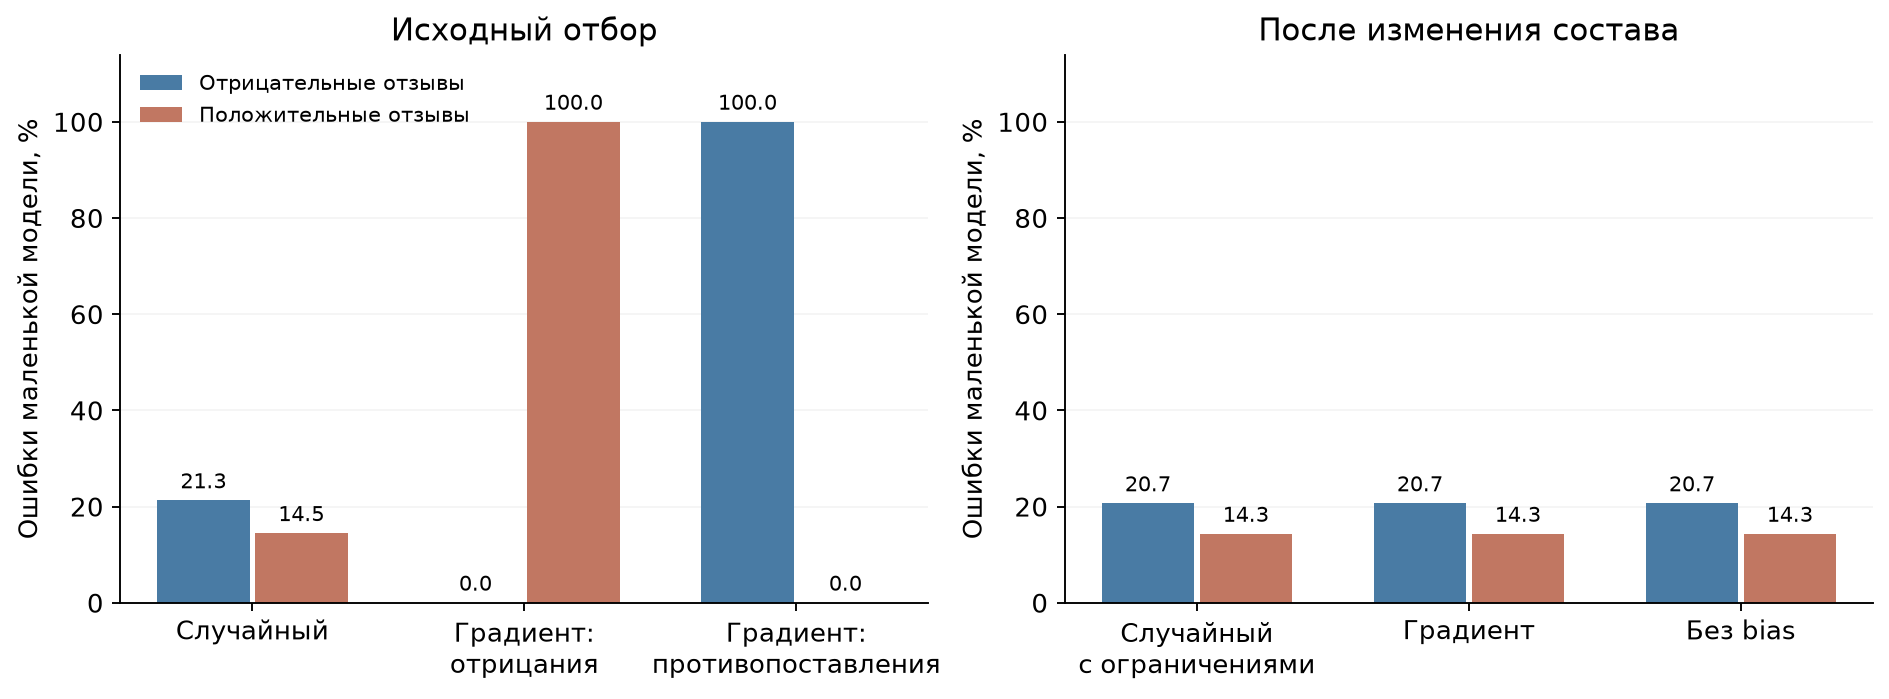 Исходный отбор
Ошибки маленькой модели, %
Отрицательные отзывы
Положительные отзывы
100
80
60
40
20
0
21.3
14.5
0.0
100.0
100.0
0.0
Случайный
Градиент:
отрицания
Градиент:
противопоставления
После изменения состава
Ошибки маленькой модели, %
100
80
60
40
20
0
20.7
14.3
20.7
14.3
20.7
14.3
Случайный
с ограничениями
Градиент
Без bias